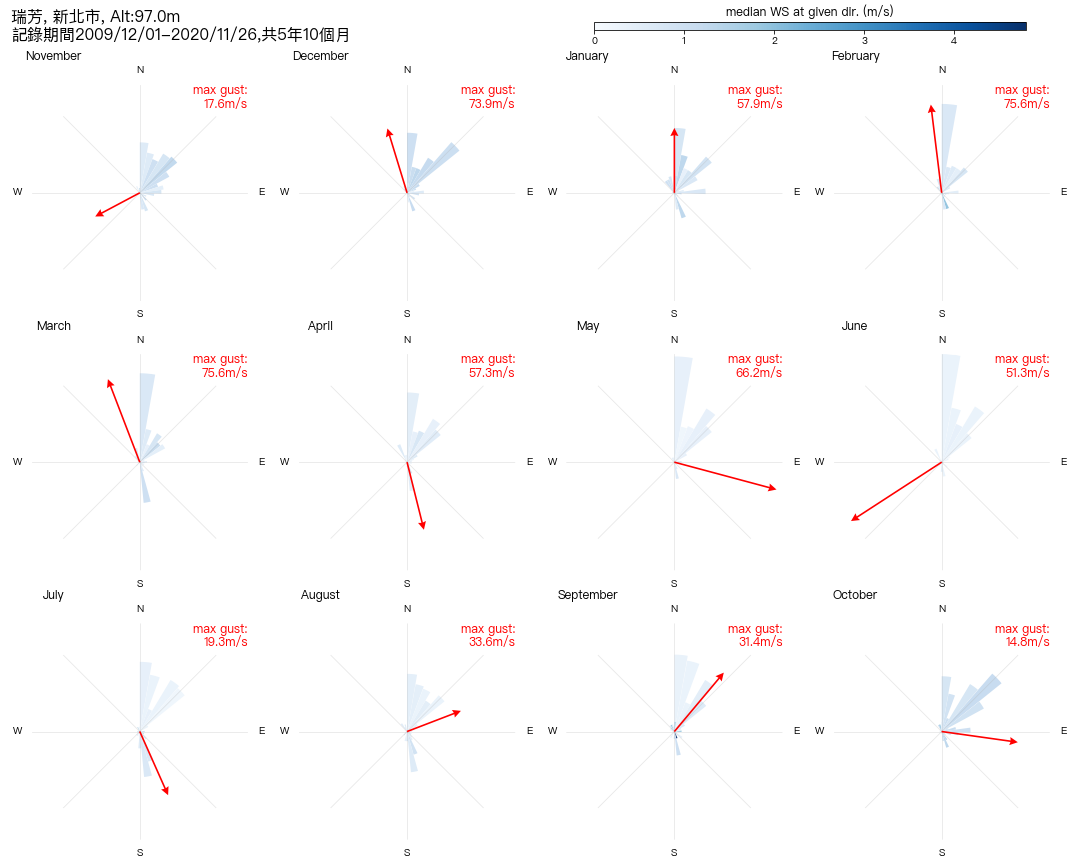 瑞芳, 新北市, Alt:97.0m
記錄期間2009/12/01–2020/11/26,共5年10個月
median WS at given dir. (m/s)
0 1 2 3 4
November
N
max gust:
17.6m/s
W E
S
December
N
max gust:
73.9m/s
W E
S
January
N
max gust:
57.9m/s
W E
S
February
N
max gust:
75.6m/s
W E
S
March
N
max gust:
75.6m/s
W E
S
April
N
max gust:
57.3m/s
W E
S
May
N
max gust:
66.2m/s
W E
S
June
N
max gust:
51.3m/s
W E
S
July
N
max gust:
19.3m/s
W E
S
August
N
max gust:
33.6m/s
W E
S
September
N
max gust:
31.4m/s
W E
S
October
N
max gust:
14.8m/s
W E
S